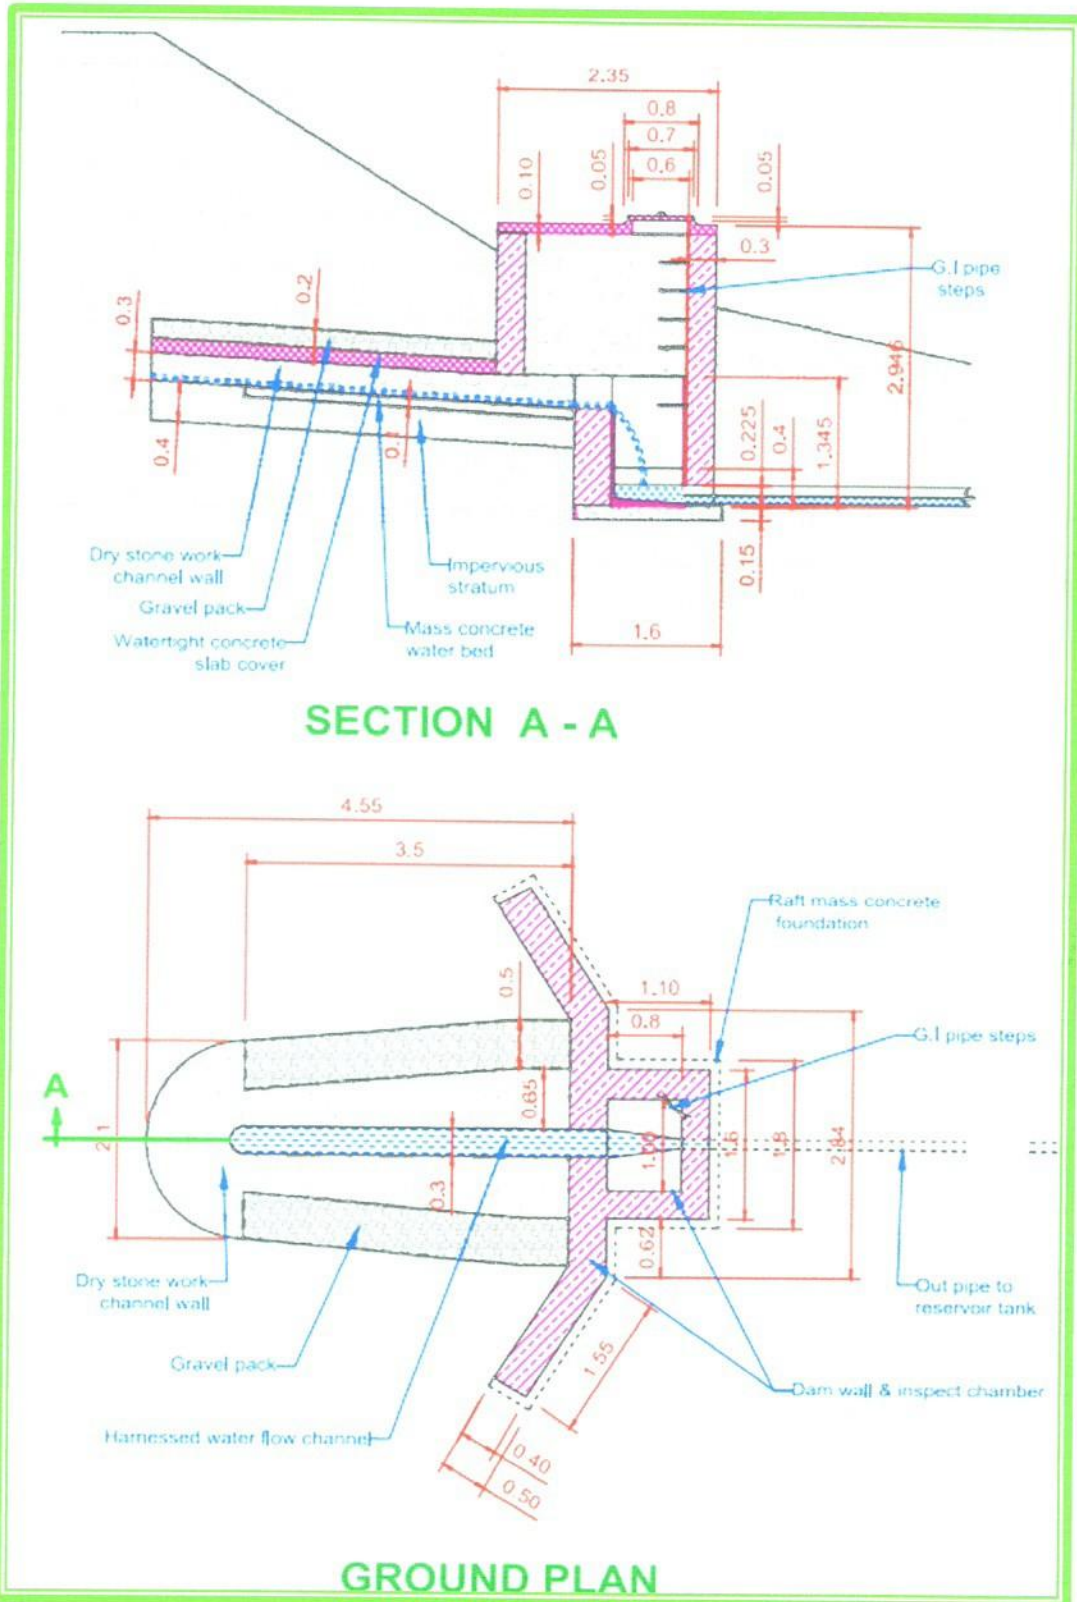 2.35
0.8
0.7
0.6
0.10
0.05
0.05
0.3
G.I pipe
steps
0.3
0.2
2.946
0.4
0.225
0.4
1.345
0.15
Dry stone work
channel wall
Impervious
stratum
Gravel pack
Mass concrete
water bed
Watertight concrete
slab cover
1.6
SECTION A - A
4.55
3.5
Raft mass concrete
foundation
0.5
1.10
0.8
G.I pipe steps
A
2.1
0.65
1.00
1.6
1.8
2.84
0.3
0.62
Dry stone work
channel wall
Out pipe to
reservoir tank
Gravel pack
1.55
Dam wall & inspect chamber
Harnessed water flow channel
0.40
0.50
GROUND PLAN